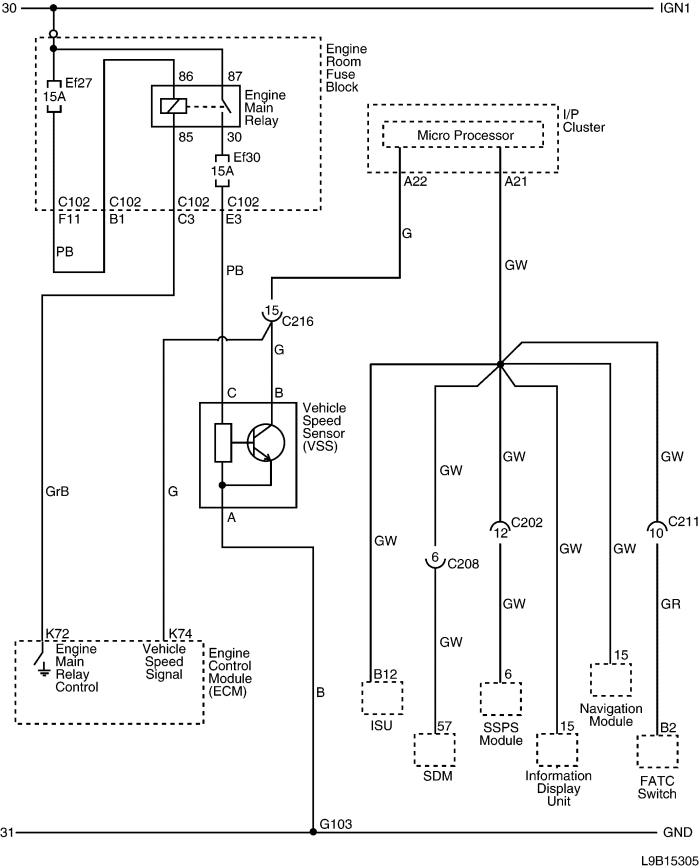 30 IGN1
Engine
Room
Fuse
Block
Ef27
15A
86 87
Engine
Main
Relay
85 30
Ef30
15A
I/P
Cluster
Micro Processor
A22 A21
C102 C102 C102 C102
F11 B1 C3 E3
G
PB
GW
PB
15
C216
G
C B
Vehicle
Speed
Sensor
(VSS)
A
GrB
G
GW GW GW
C202
12
C211
10
GW
GW
GW
6
C208
GW
GR
GW
K72 K74
Engine
Main
Relay
Control
Vehicle
Speed
Signal
Engine
Control
Module
(ECM)
B
B12
ISU
57
SDM
6
SSPS
Module
15
Information
Display
Unit
15
Navigation
Module
B2
FATC
Switch
G103
31 GND
L9B15305